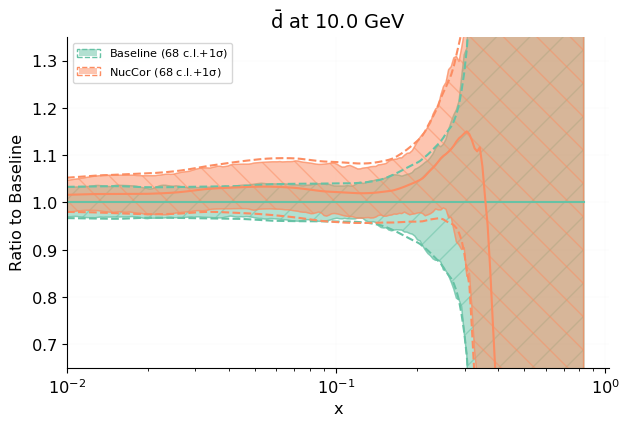 d̄ at 10.0 GeV
Baseline (68 c.l.+1σ)
NucCor (68 c.l.+1σ)
Ratio to Baseline
1.3
1.2
1.1
1.0
0.9
0.8
0.7
10⁻²
10⁻¹
10⁰
x